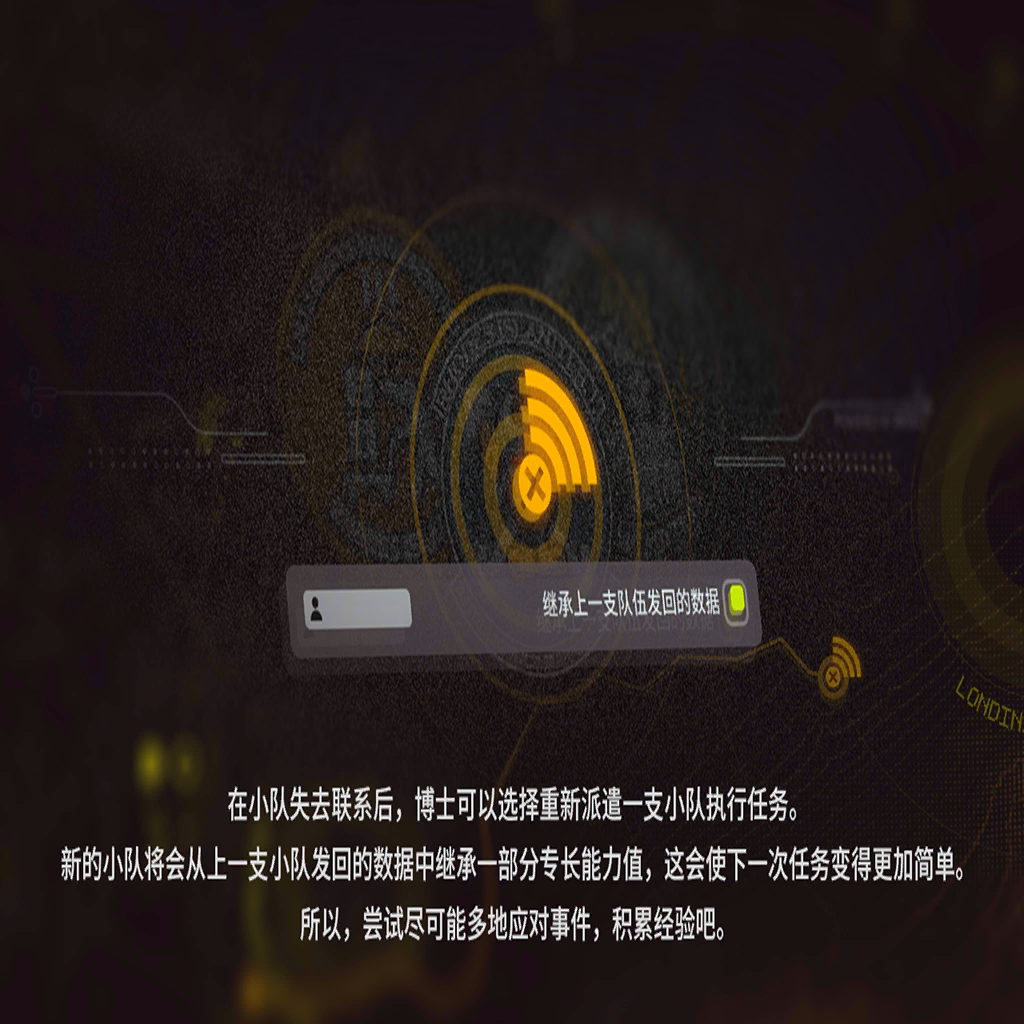 继承上一支队伍发回的数据
LONDIN
在小队失去联系后，博士可以选择重新派遣一支小队执行任务。
新的小队将会从上一支小队发回的数据中继承一部分专长能力值，这会使下一次任务变得更加简单。
所以，尝试尽可能多地应对事件，积累经验吧。